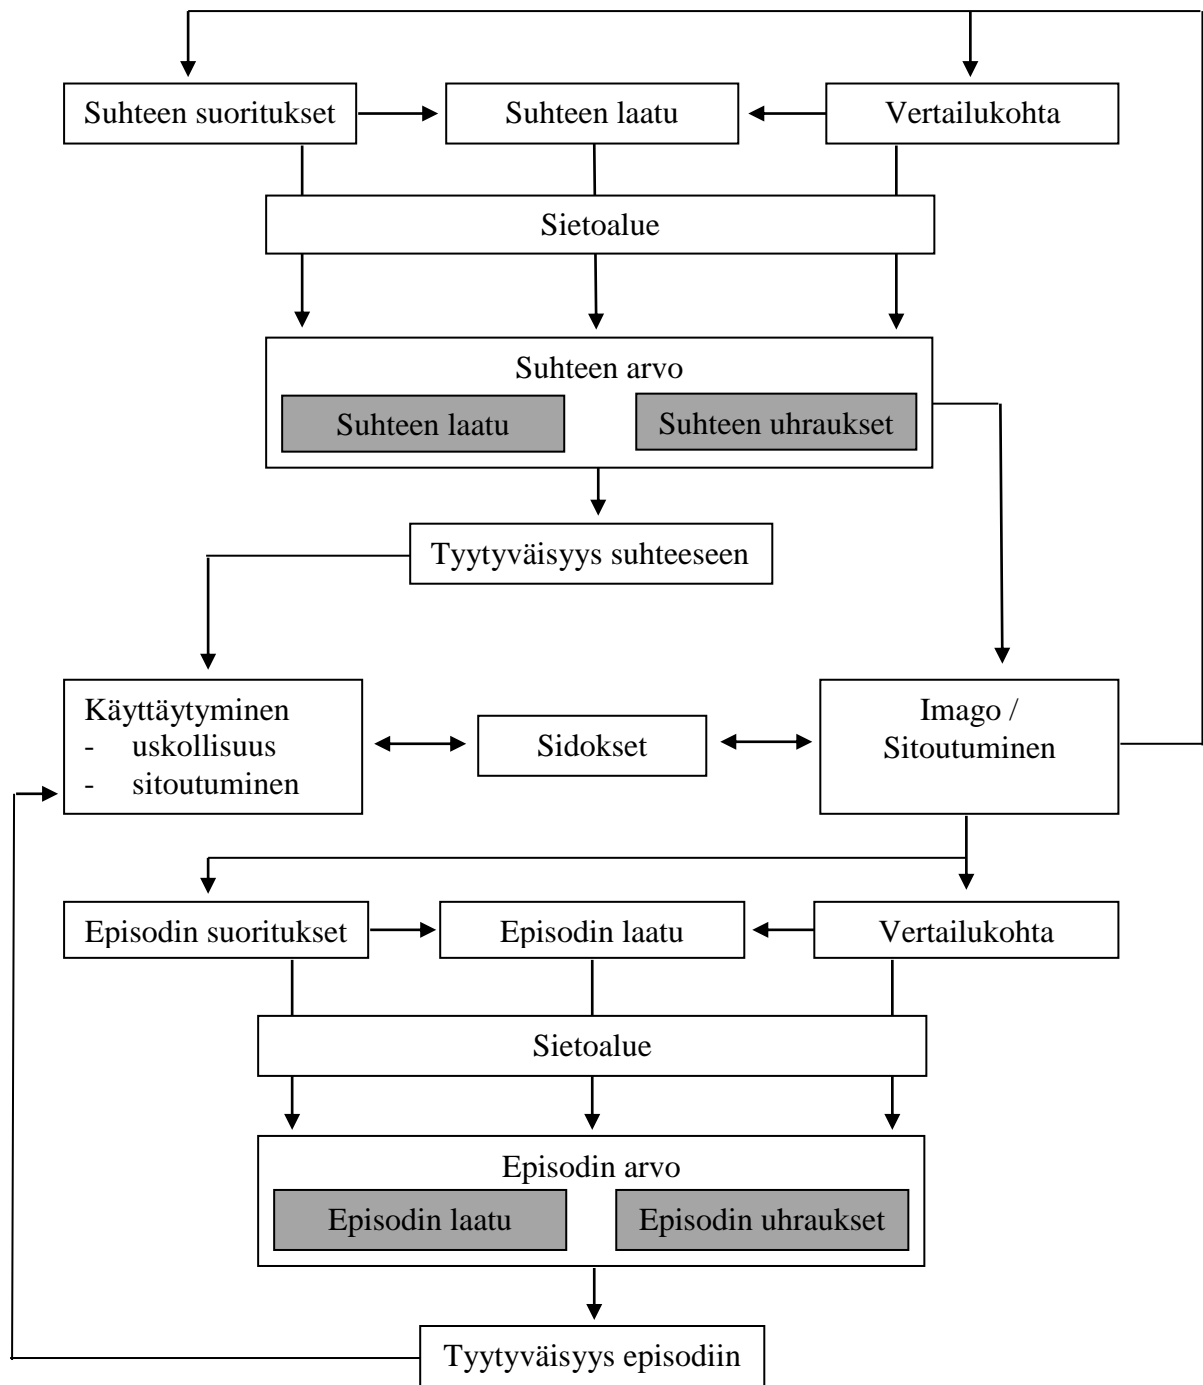 Suhteen suoritukset
Suhteen laatu
Vertailukohta
Sietoalue
Suhteen arvo
Suhteen laatu
Suhteen uhraukset
Tyytyväisyys suhteeseen
Käyttäytyminen
- uskollisuus
- sitoutuminen
Sidokset
Imago /
Sitoutuminen
Episodin suoritukset
Episodin laatu
Vertailukohta
Sietoalue
Episodin arvo
Episodin laatu
Episodin uhraukset
Tyytyväisyys episodiin